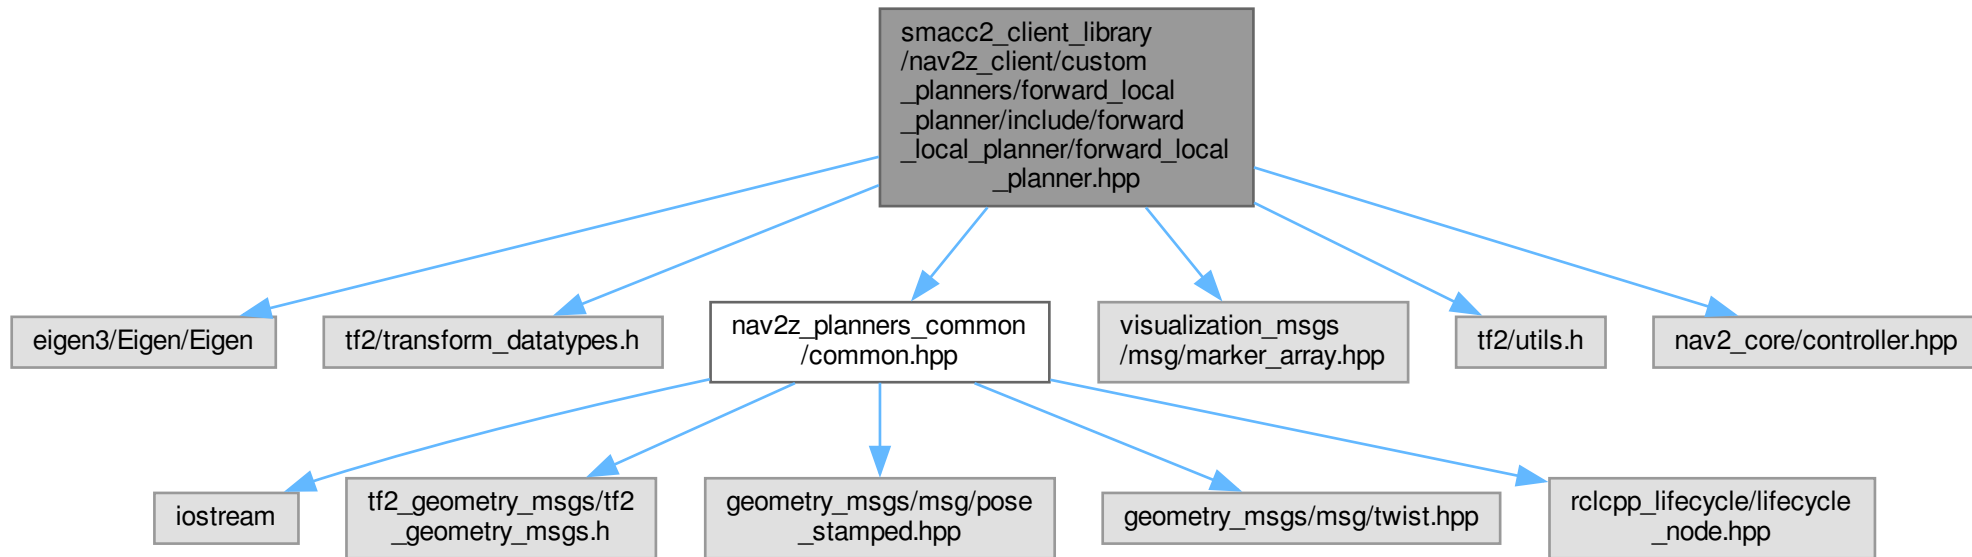 smacc2_client_library
/nav2z_client/custom
_planners/forward_local
_planner/include/forward
_local_planner/forward_local
_planner.hpp
eigen3/Eigen/Eigen
tf2/transform_datatypes.h
nav2z_planners_common
/common.hpp
visualization_msgs
/msg/marker_array.hpp
tf2/utils.h
nav2_core/controller.hpp
iostream
tf2_geometry_msgs/tf2
_geometry_msgs.h
geometry_msgs/msg/pose
_stamped.hpp
geometry_msgs/msg/twist.hpp
rclcpp_lifecycle/lifecycle
_node.hpp